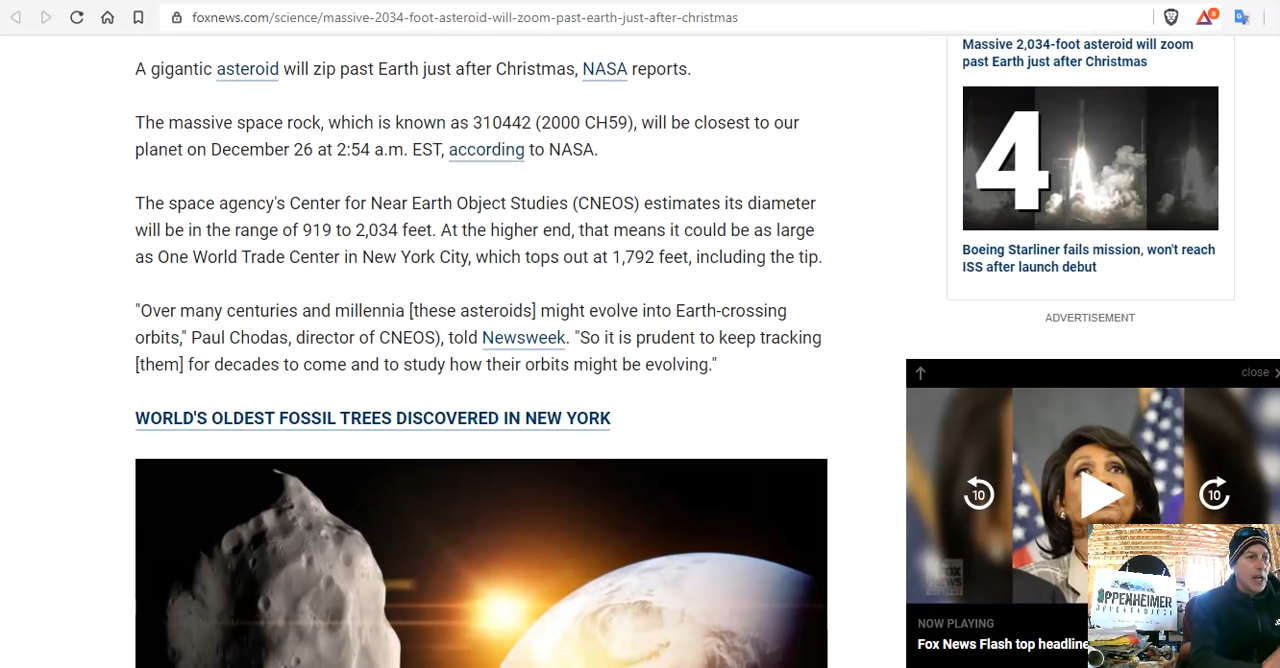 foxnews.com/science/massive-2034-foot-asteroid-will-zoom-past-earth-just-after-christmas
8
A gigantic asteroid will zip past Earth just after Christmas, NASA reports.
The massive space rock, which is known as 310442 (2000 CH59), will be closest to our
planet on December 26 at 2:54 a.m. EST, according to NASA.
The space agency's Center for Near Earth Object Studies (CNEOS) estimates its diameter
will be in the range of 919 to 2,034 feet. At the higher end, that means it could be as large
as One World Trade Center in New York City, which tops out at 1,792 feet, including the tip.
"Over many centuries and millennia [these asteroids] might evolve into Earth-crossing
orbits," Paul Chodas, director of CNEOS), told Newsweek. "So it is prudent to keep tracking
[them] for decades to come and to study how their orbits might be evolving."
WORLD'S OLDEST FOSSIL TREES DISCOVERED IN NEW YORK
Massive 2,034-foot asteroid will zoom
past Earth just after Christmas
4
Boeing Starliner fails mission, won't reach
ISS after launch debut
ADVERTISEMENT
close
10
10
FOX
NEWS
NOW PLAYING
Fox News Flash top headline
PPENHEIMER